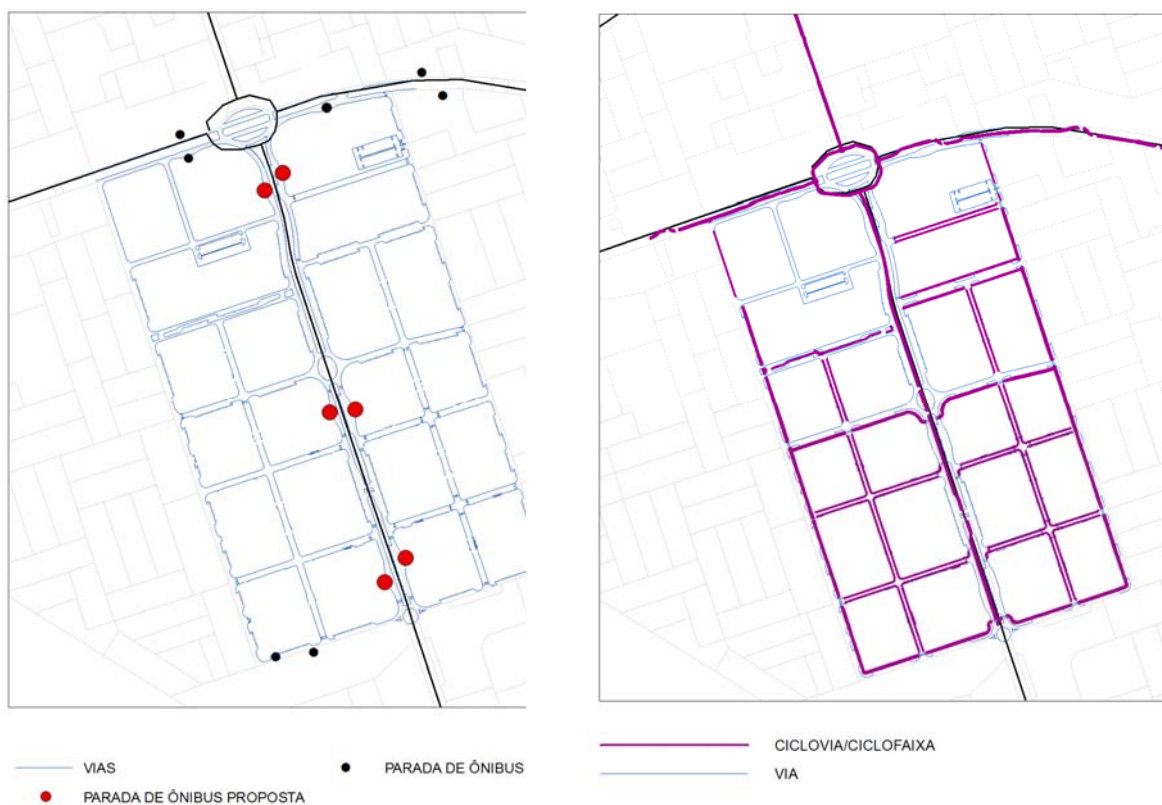 VIAS
PARADA DE ÔNIBUS
PARADA DE ÔNIBUS PROPOSTA
CICLOVIA/CICLOFAIXA
VIA